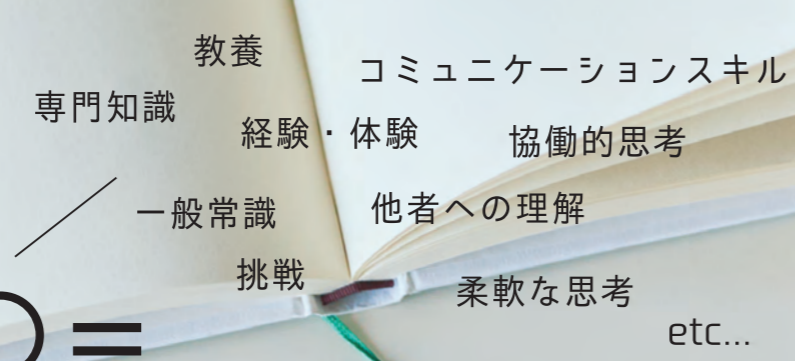 教養
コミュニケーションスキル
専門知識
経験・体験
協働的思考
一般常識
他者への理解
挑戦
柔軟な思考
etc...
=